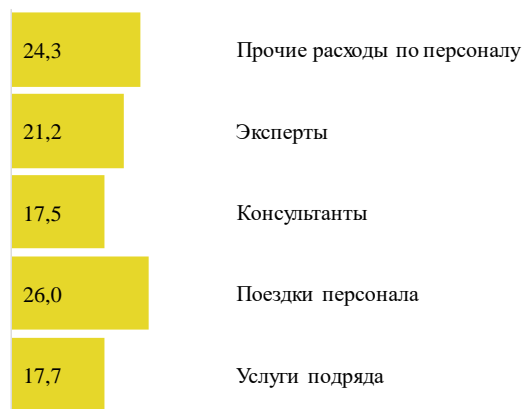 24,3 Прочие расходы по персоналу
21,2 Эксперты
17,5 Консультанты
26,0 Поездки персонала
17,7 Услуги подряда